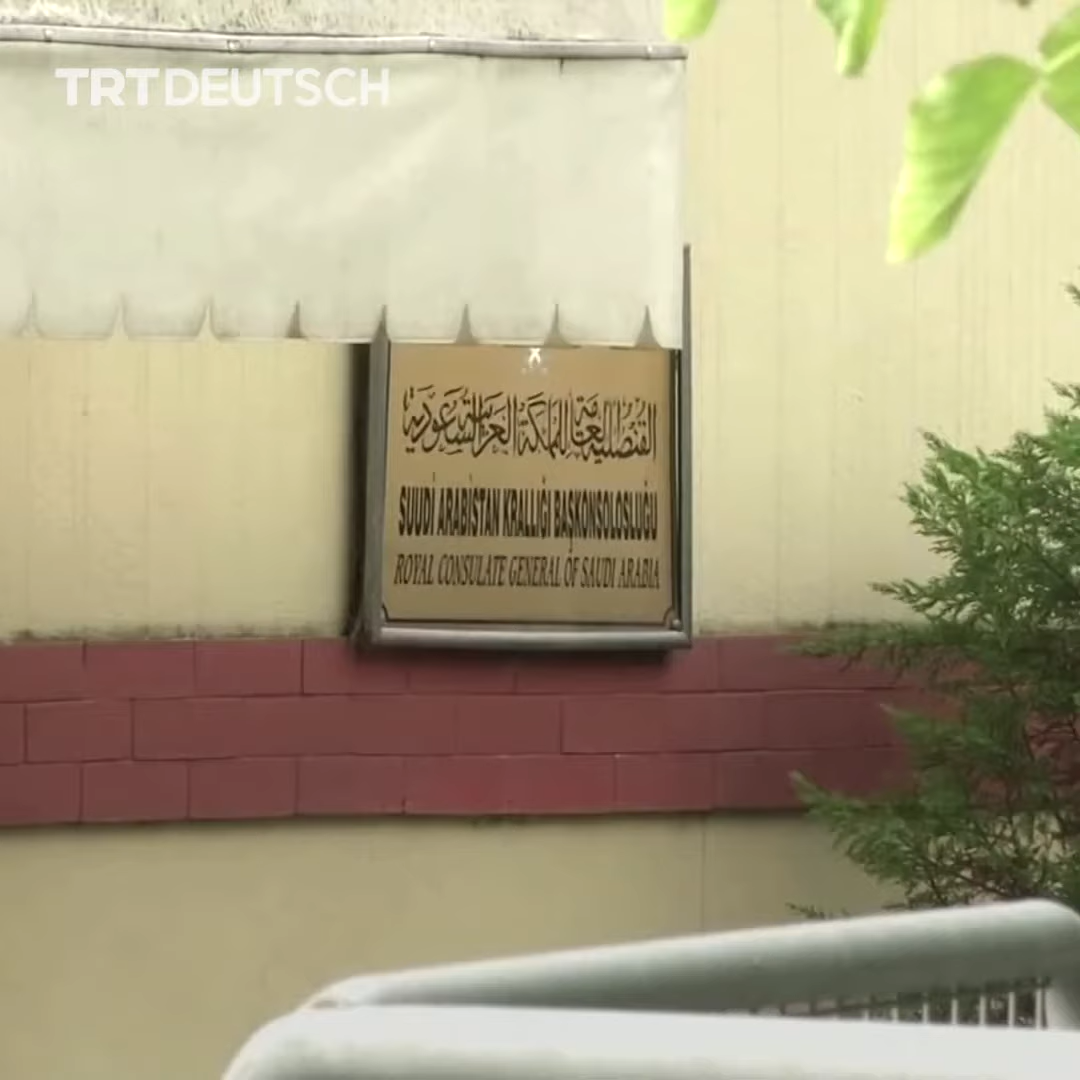 TRT DEUTSCH
القنصلية العامة للمملكة العربية السعودية
SUUDİ ARABİSTAN KRALLIĞI BAŞKONSOLOSLUĞU
ROYAL CONSULATE GENERAL OF SAUDI ARABIA